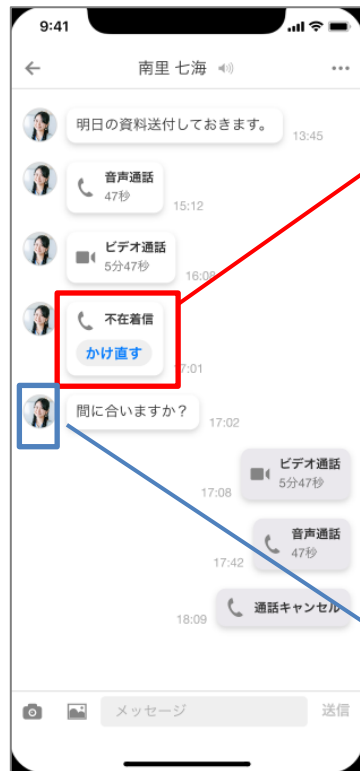 9:41
南里 七海
明日の資料送付しておきます。
13:45
音声通話
47秒
15:12
ビデオ通話
5分47秒
16:08
不在着信
かけ直す
17:01
間に合いますか？
17:02
ビデオ通話
5分47秒
17:08
音声通話
47秒
17:42
通話キャンセル
18:09
メッセージ
送信